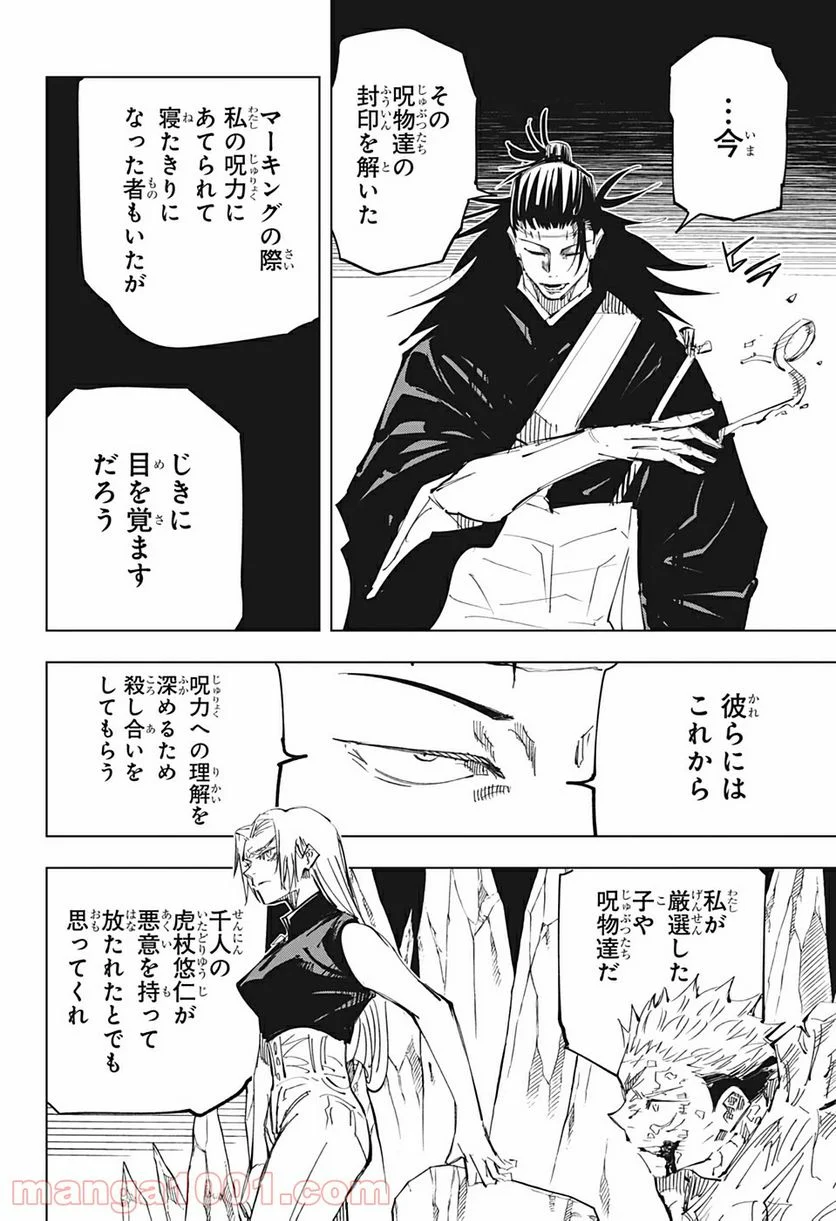 …今
その
呪物達の
封印を解いた
マーキングの際
私の呪力に
あてられて
寝たきりに
なった者もいたが
じきに
目を覚ます
だろう
彼らには
これから
呪力への理解を
深めるため
殺し合いを
してもらう
私が
厳選した
子や
呪物達だ
千人の
虎杖悠仁が
悪意を持って
放たれたとでも
思ってくれ
manga1001.com